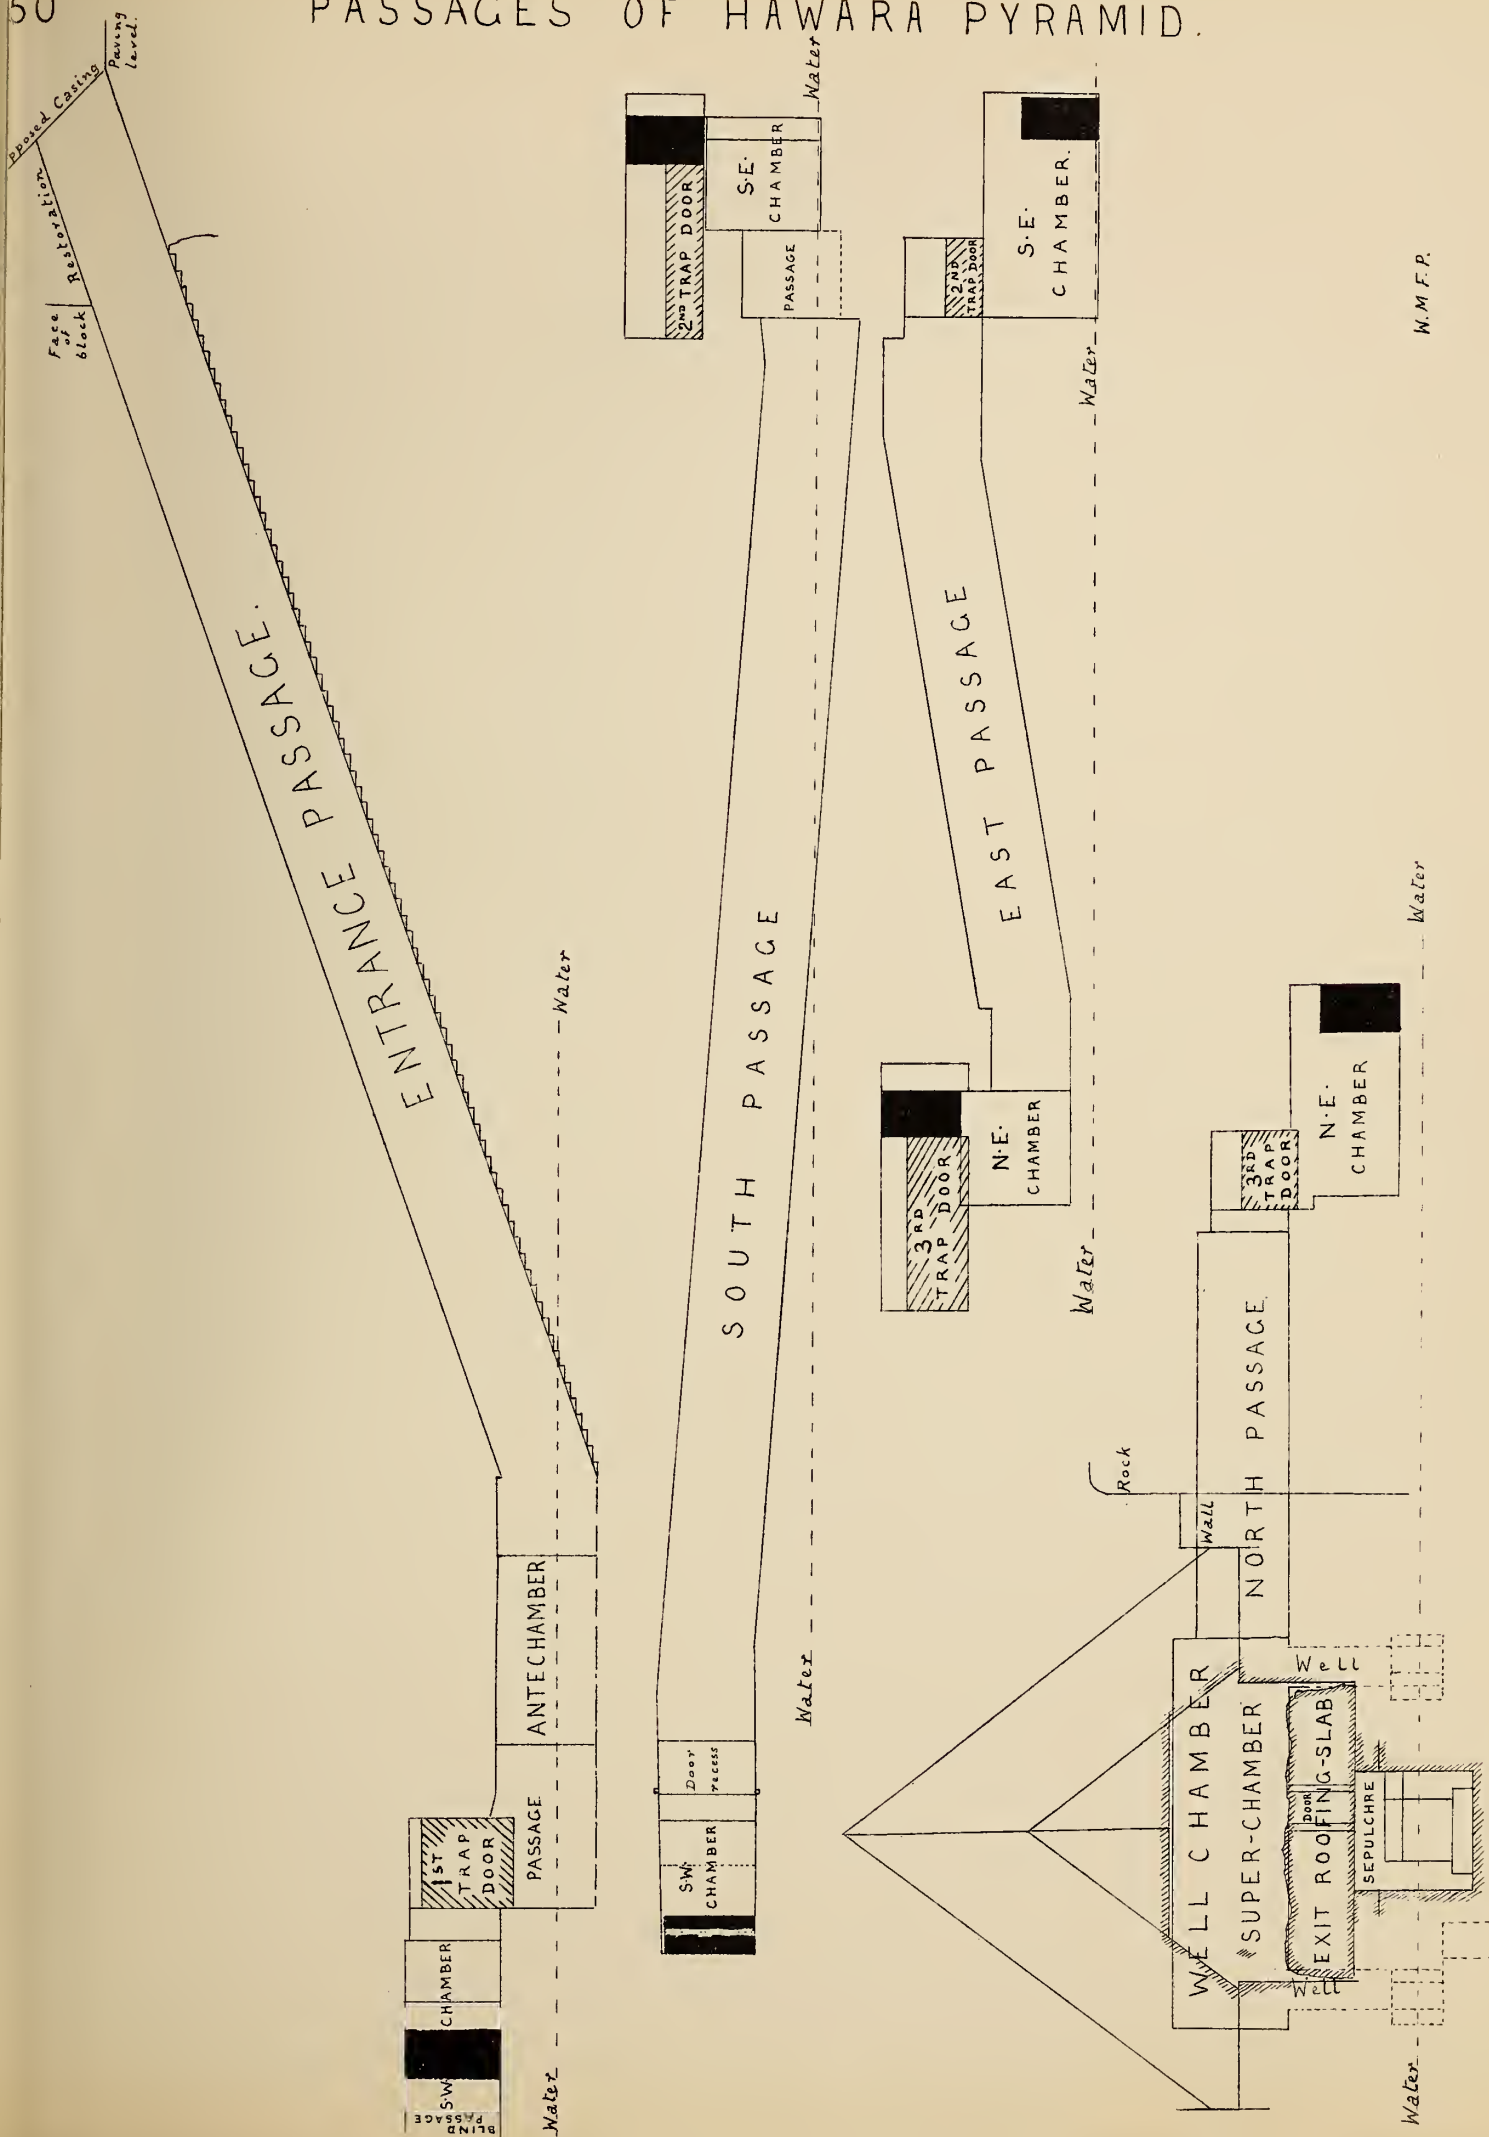 50
PASSAGES OF HAWARA PYRAMID.
Paving
level.
pposed Casing
Restoration
Face
of
block
ENTRANCE PASSAGE.
Water
ANTECHAMBER
PASSAGE
1ST
TRAP
DOOR
S.W. CHAMBER
BLIND
PASSAGE
Water
Water
S.E.
CHAMBER
2ND TRAP DOOR
PASSAGE
SOUTH PASSAGE
Door
recess
S.W.
CHAMBER
Water
S.E.
CHAMBER.
2ND
TRAP DOOR
Water
EAST PASSAGE
N.E.
CHAMBER
3RD
TRAP DOOR
Water
Water
N.E.
CHAMBER
3RD
TRAP
DOOR
NORTH PASSAGE
Rock
Wall
WELL CHAMBER
SUPER-CHAMBER
EXIT ROOFING-SLAB
DOOR
Well
Well
SEPULCHRE
Water
W.M.F.P.